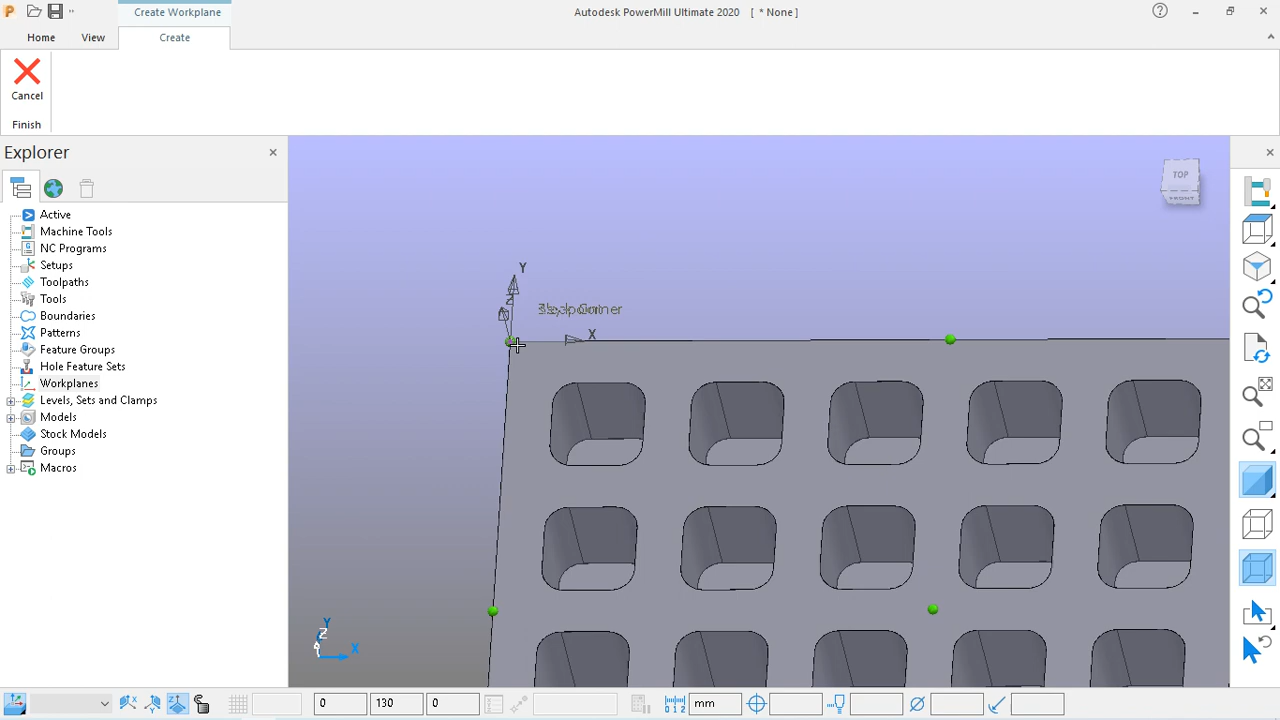 Create Workplane
Autodesk PowerMill Ultimate 2020 [ * None ]
Home
View
Create
Cancel
Finish
Explorer
Active
Machine Tools
NC Programs
Setups
Toolpaths
Tools
Boundaries
Patterns
Feature Groups
Hole Feature Sets
Workplanes
Levels, Sets and Clamps
Models
Stock Models
Groups
Macros
TOP
Y
Z
X
Y
Z
X
0
130
0
mm